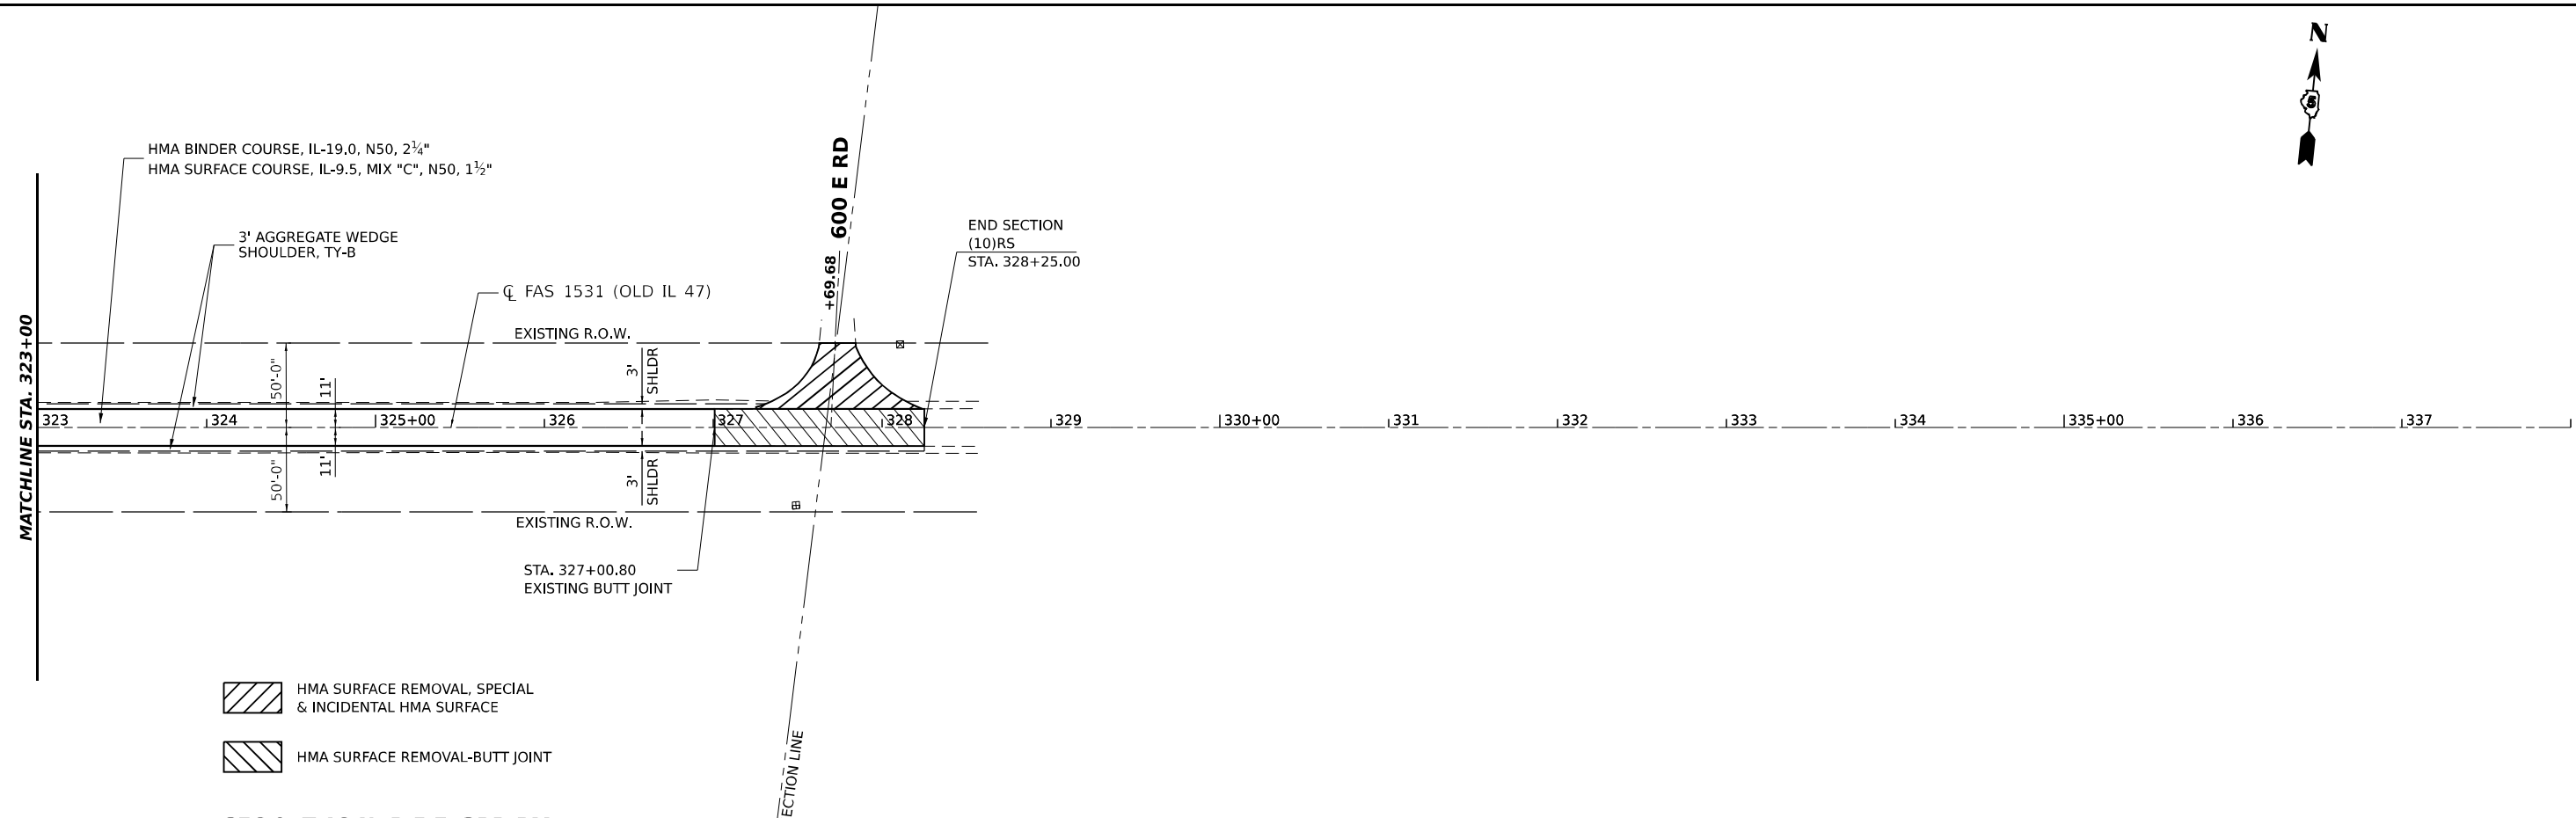 N
5
HMA BINDER COURSE, IL-19.0, N50, 2¼"
HMA SURFACE COURSE, IL-9.5, MIX "C", N50, 1½"
600 E RD
+69.68
3' AGGREGATE WEDGE
SHOULDER, TY-B
END SECTION
(10)RS
STA. 328+25.00
℄ FAS 1531 (OLD IL 47)
EXISTING R.O.W.
MATCHLINE STA. 323+00
50'-0"
11'
3'
SHLDR
323 324 325+00 326 327 328 329 330+00 331 332 333 334 335+00 336 337
50'-0"
11'
3'
SHLDR
EXISTING R.O.W.
STA. 327+00.80
EXISTING BUTT JOINT
HMA SURFACE REMOVAL, SPECIAL
& INCIDENTAL HMA SURFACE
HMA SURFACE REMOVAL-BUTT JOINT
ECTION LINE